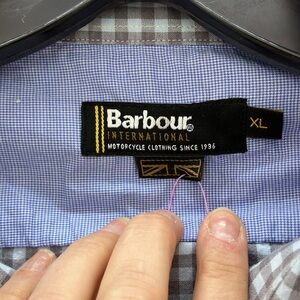 Barbour®
INTERNATIONAL
MOTORCYCLE CLOTHING SINCE 1936
XL